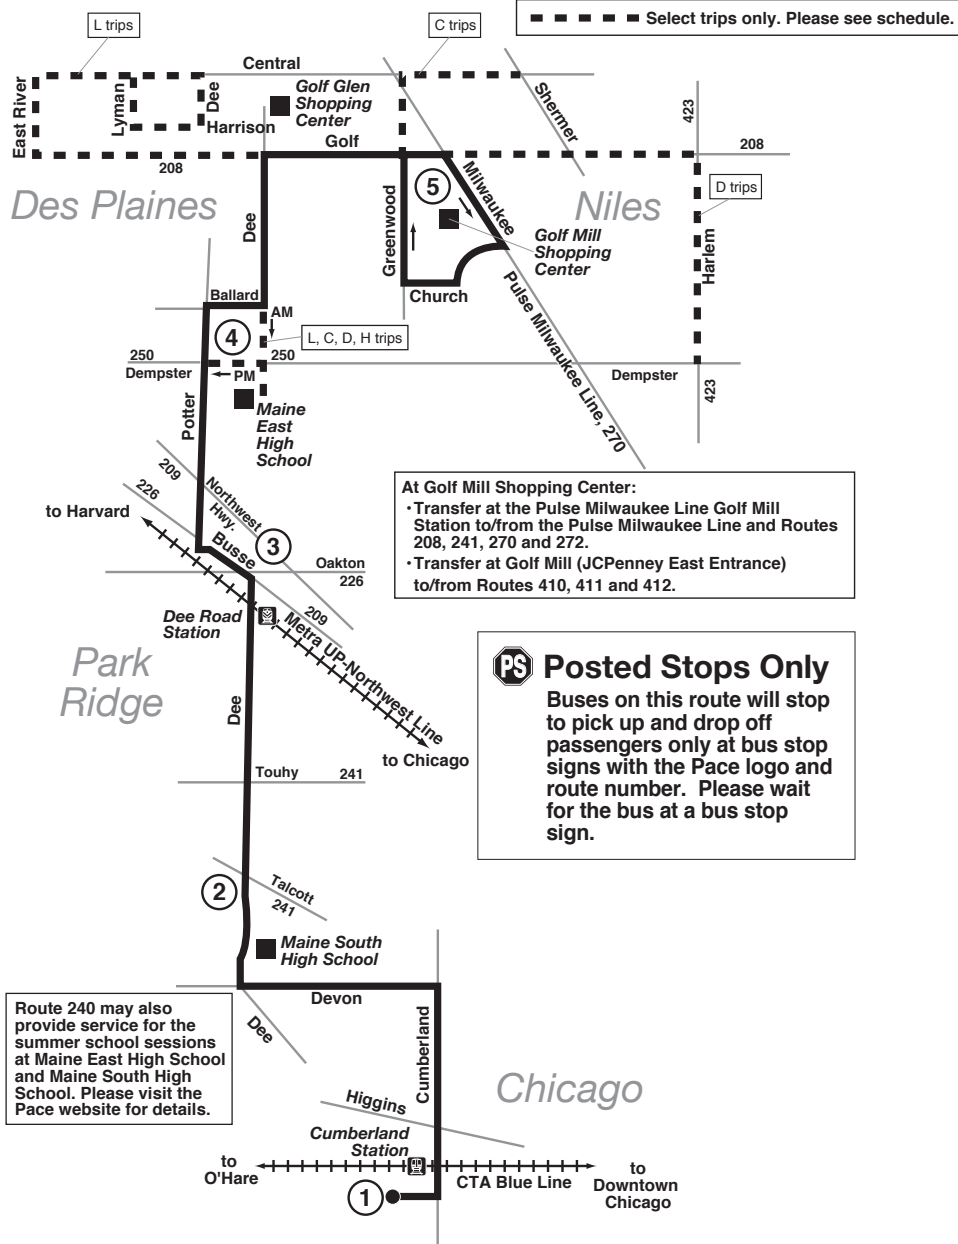 L trips
C trips
Select trips only. Please see schedule.
Central
East River
Lyman
Dee
Harrison
Golf Glen
Shopping
Center
Shermer
423
Golf
208
208
D trips
Des Plaines
Niles
Dee
Greenwood
5
Milwaukee
Golf Mill
Shopping
Center
Harlem
Church
Ballard
AM
4
L, C, D, H trips
250
Dempster
250
PM
Dempster
423
Pulse Milwaukee Line, 270
Potter
Maine
East
High
School
209
226
Northwest
Hwy.
to Harvard
Busse
3
Oakton
226
209
Dee Road
Station
Metra UP-Northwest Line
to Chicago
At Golf Mill Shopping Center:
· Transfer at the Pulse Milwaukee Line Golf Mill
Station to/from the Pulse Milwaukee Line and Routes
208, 241, 270 and 272.
· Transfer at Golf Mill (JCPenney East Entrance)
to/from Routes 410, 411 and 412.
Park
Ridge
Dee
PS Posted Stops Only
Buses on this route will stop
to pick up and drop off
passengers only at bus stop
signs with the Pace logo and
route number. Please wait
for the bus at a bus stop
sign.
Touhy
241
2
Talcott
241
Maine South
High School
Devon
Dee
Cumberland
Route 240 may also
provide service for the
summer school sessions
at Maine East High School
and Maine South High
School. Please visit the
Pace website for details.
Chicago
Higgins
Cumberland
Station
to
O'Hare
CTA Blue Line
to
Downtown
Chicago
1